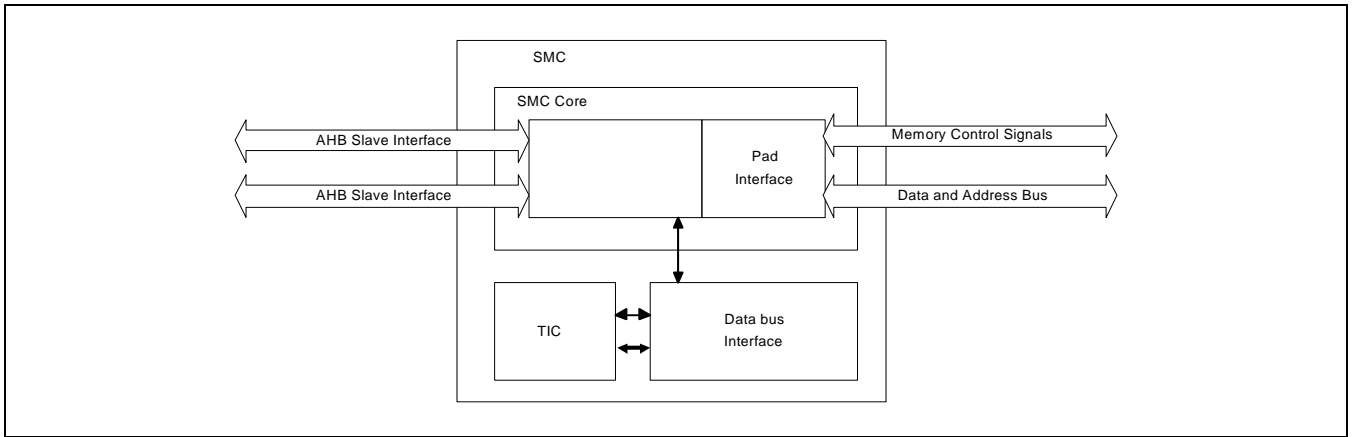 SMC
SMC Core
AHB Slave Interface
AHB Slave Interface
Pad
Interface
Memory Control Signals
Data and Address Bus
TIC
Data bus
Interface